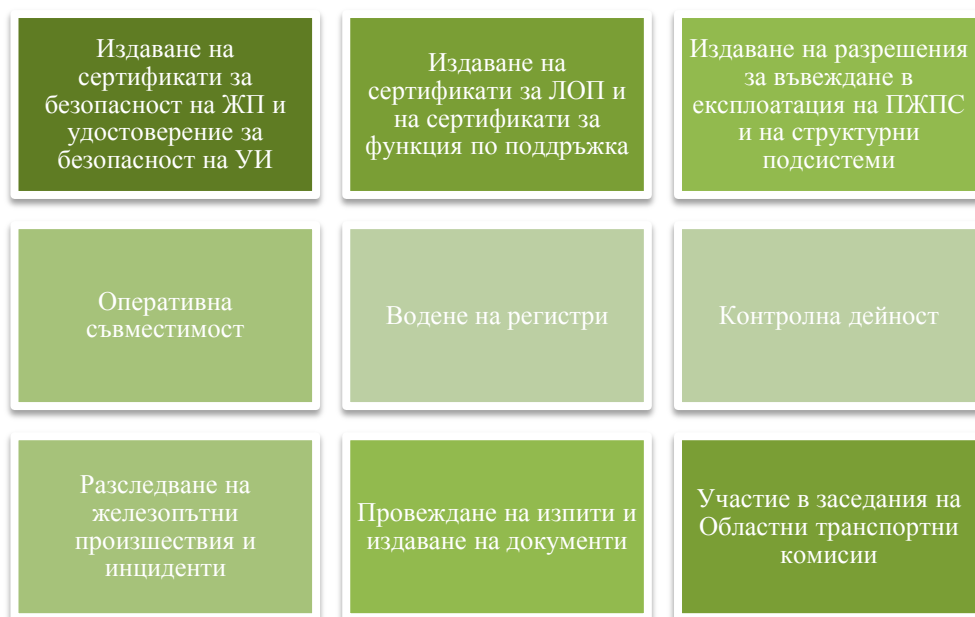 Издаване на
сертификати за
безопасност на ЖП и
удостоверение за
безопасност на УИ
Издаване на
сертификати за ЛОП и
на сертификати за
функция по поддръжка
Издаване на разрешения
за въвеждане в
експлоатация на ПЖПС
и на структурни
подсистеми
Оперативна
съвместимост
Водене на регистри
Контролна дейност
Разследване на
железопътни
произшествия и
инциденти
Провеждане на изпити и
издаване на документи
Участие в заседания на
Областни транспортни
комисии